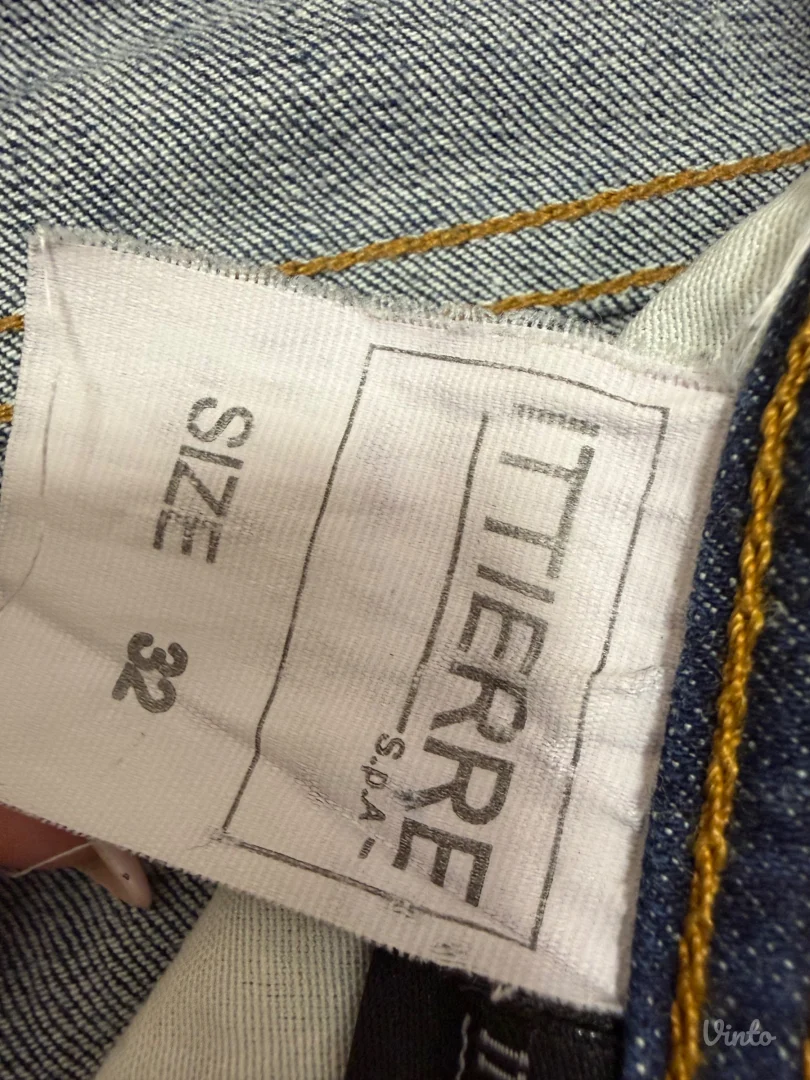 ITTIERRE
S.p.A.
SIZE 32
Vinto